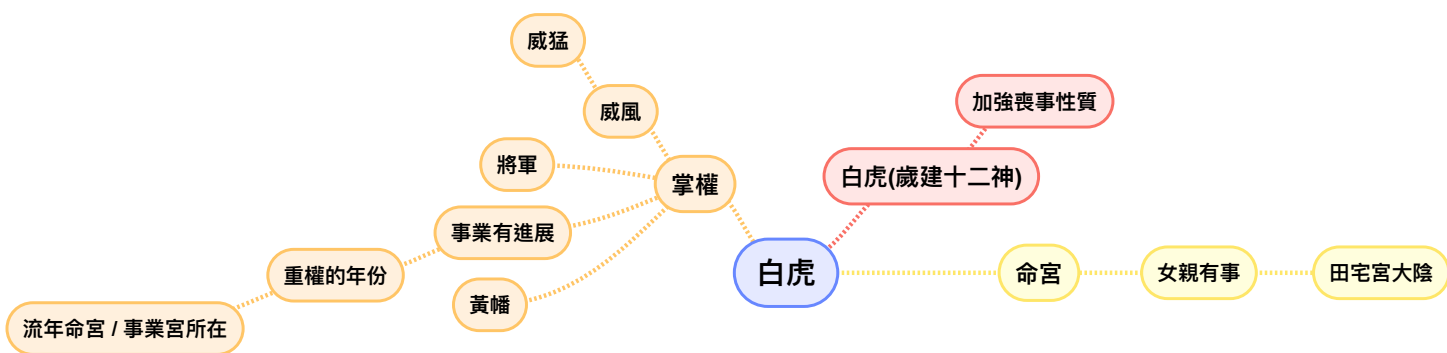 威猛
威風
將軍
掌權
事業有進展
重權的年份
流年命宮 / 事業宮所在
黃幡
白虎
加強喪事性質
白虎(歲建十二神)
命宮
女親有事
田宅宮大陰